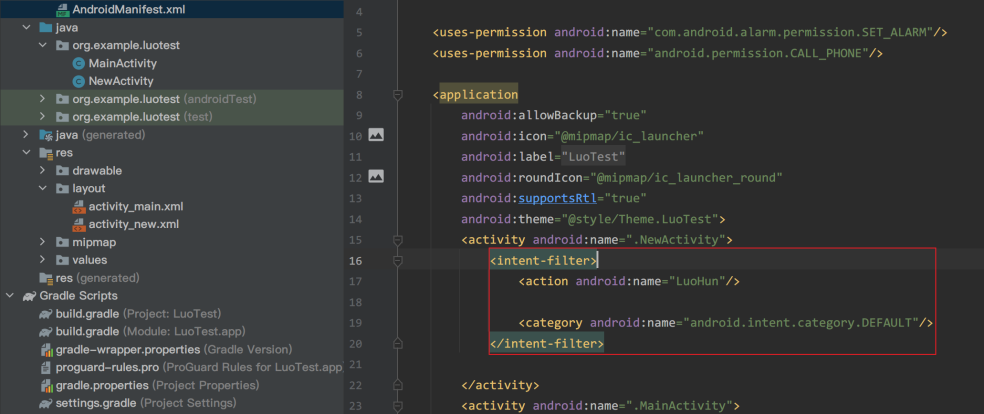 AndroidManifest.xml
java
org.example.luotest
MainActivity
NewActivity
org.example.luotest (androidTest)
org.example.luotest (test)
java (generated)
res
drawable
layout
activity_main.xml
activity_new.xml
mipmap
values
res (generated)
Gradle Scripts
build.gradle (Project: LuoTest)
build.gradle (Module: LuoTest.app)
gradle-wrapper.properties (Gradle Version)
proguard-rules.pro (ProGuard Rules for LuoTest.app
gradle.properties (Project Properties)
settings.gradle (Project Settings)
4
5 <uses-permission android:name="com.android.alarm.permission.SET_ALARM"/>
6 <uses-permission android:name="android.permission.CALL_PHONE"/>
7
8 <application
9 android:allowBackup="true"
10 android:icon="@mipmap/ic_launcher"
11 android:label="LuoTest"
12 android:roundIcon="@mipmap/ic_launcher_round"
13 android:supportsRtl="true"
14 android:theme="@style/Theme.LuoTest">
15 <activity android:name=".NewActivity">
16 <intent-filter>
17 <action android:name="LuoHun"/>
18
19 <category android:name="android.intent.category.DEFAULT"/>
20 </intent-filter>
21
22 </activity>
23 <activity android:name=".MainActivity">